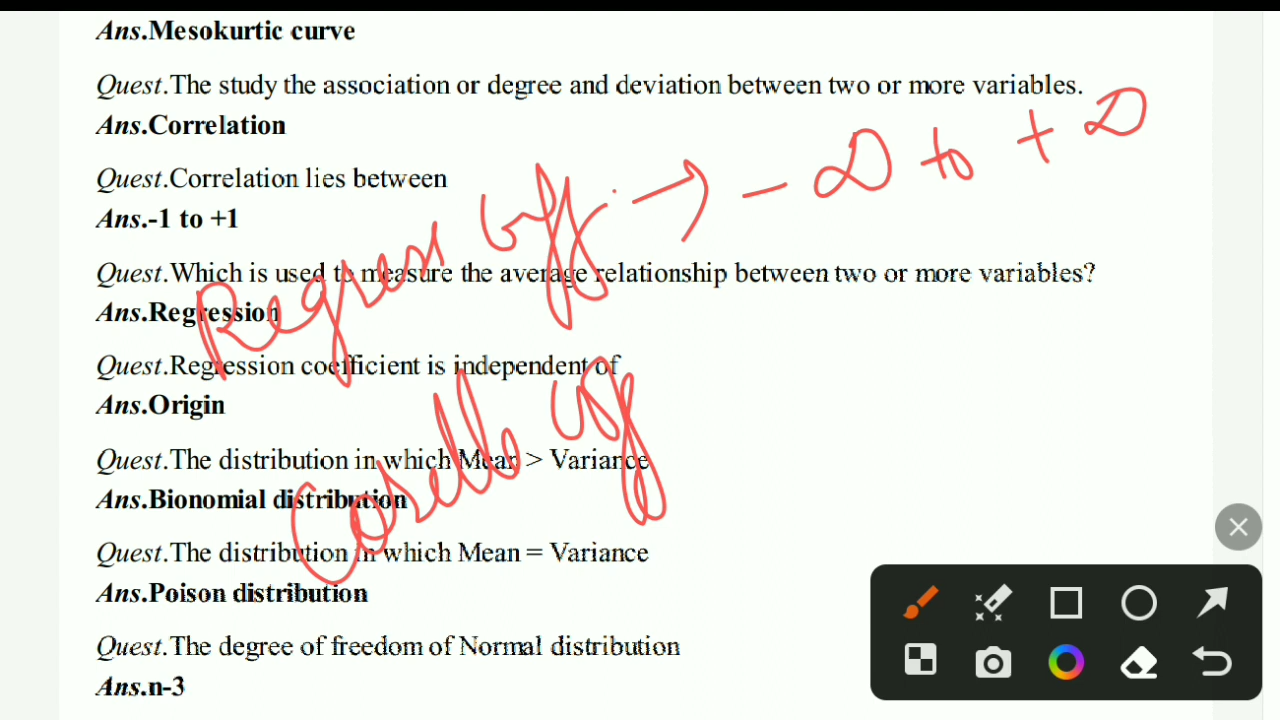 Ans.Mesokurtic curve
Quest.The study the association or degree and deviation between two or more variables.
Ans.Correlation
Quest.Correlation lies between
Ans.-1 to +1
Regress Coff → - ∞ to + ∞
Quest.Which is used to measure the average relationship between two or more variables?
Ans.Regression
Quest.Regression coefficient is independent of
Ans.Origin
Quest.The distribution in which Mean > Variance
Ans.Bionomial distribution
Quest.The distribution in which Mean = Variance
Ans.Poison distribution
Quest.The degree of freedom of Normal distribution
Ans.n-3